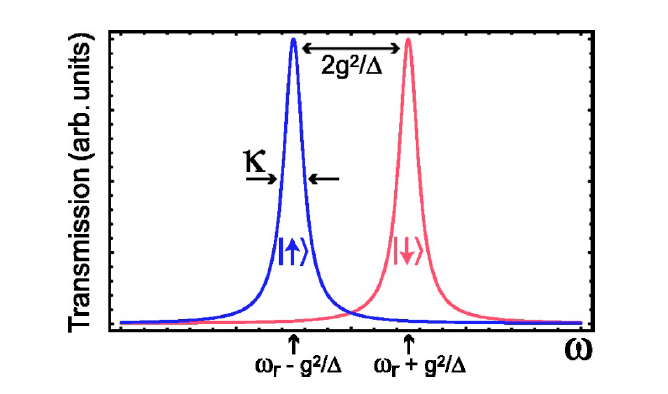 Transmission (arb. units)
2g²/Δ
κ
|↑⟩
|↓⟩
ω
ωr - g²/Δ
ωr + g²/Δ